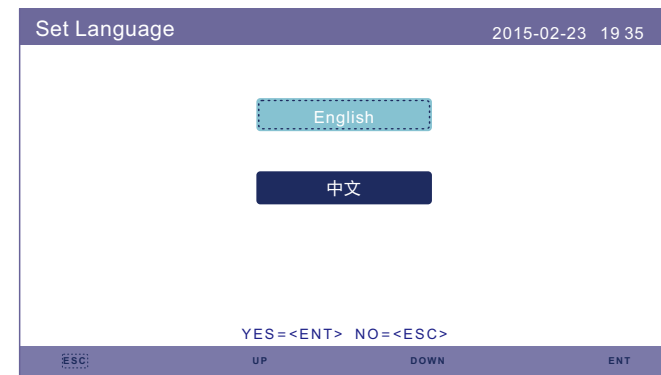 Set Language 2015-02-23 19 35
English
中文
YES=<ENT> NO=<ESC>
ESC UP DOWN ENT